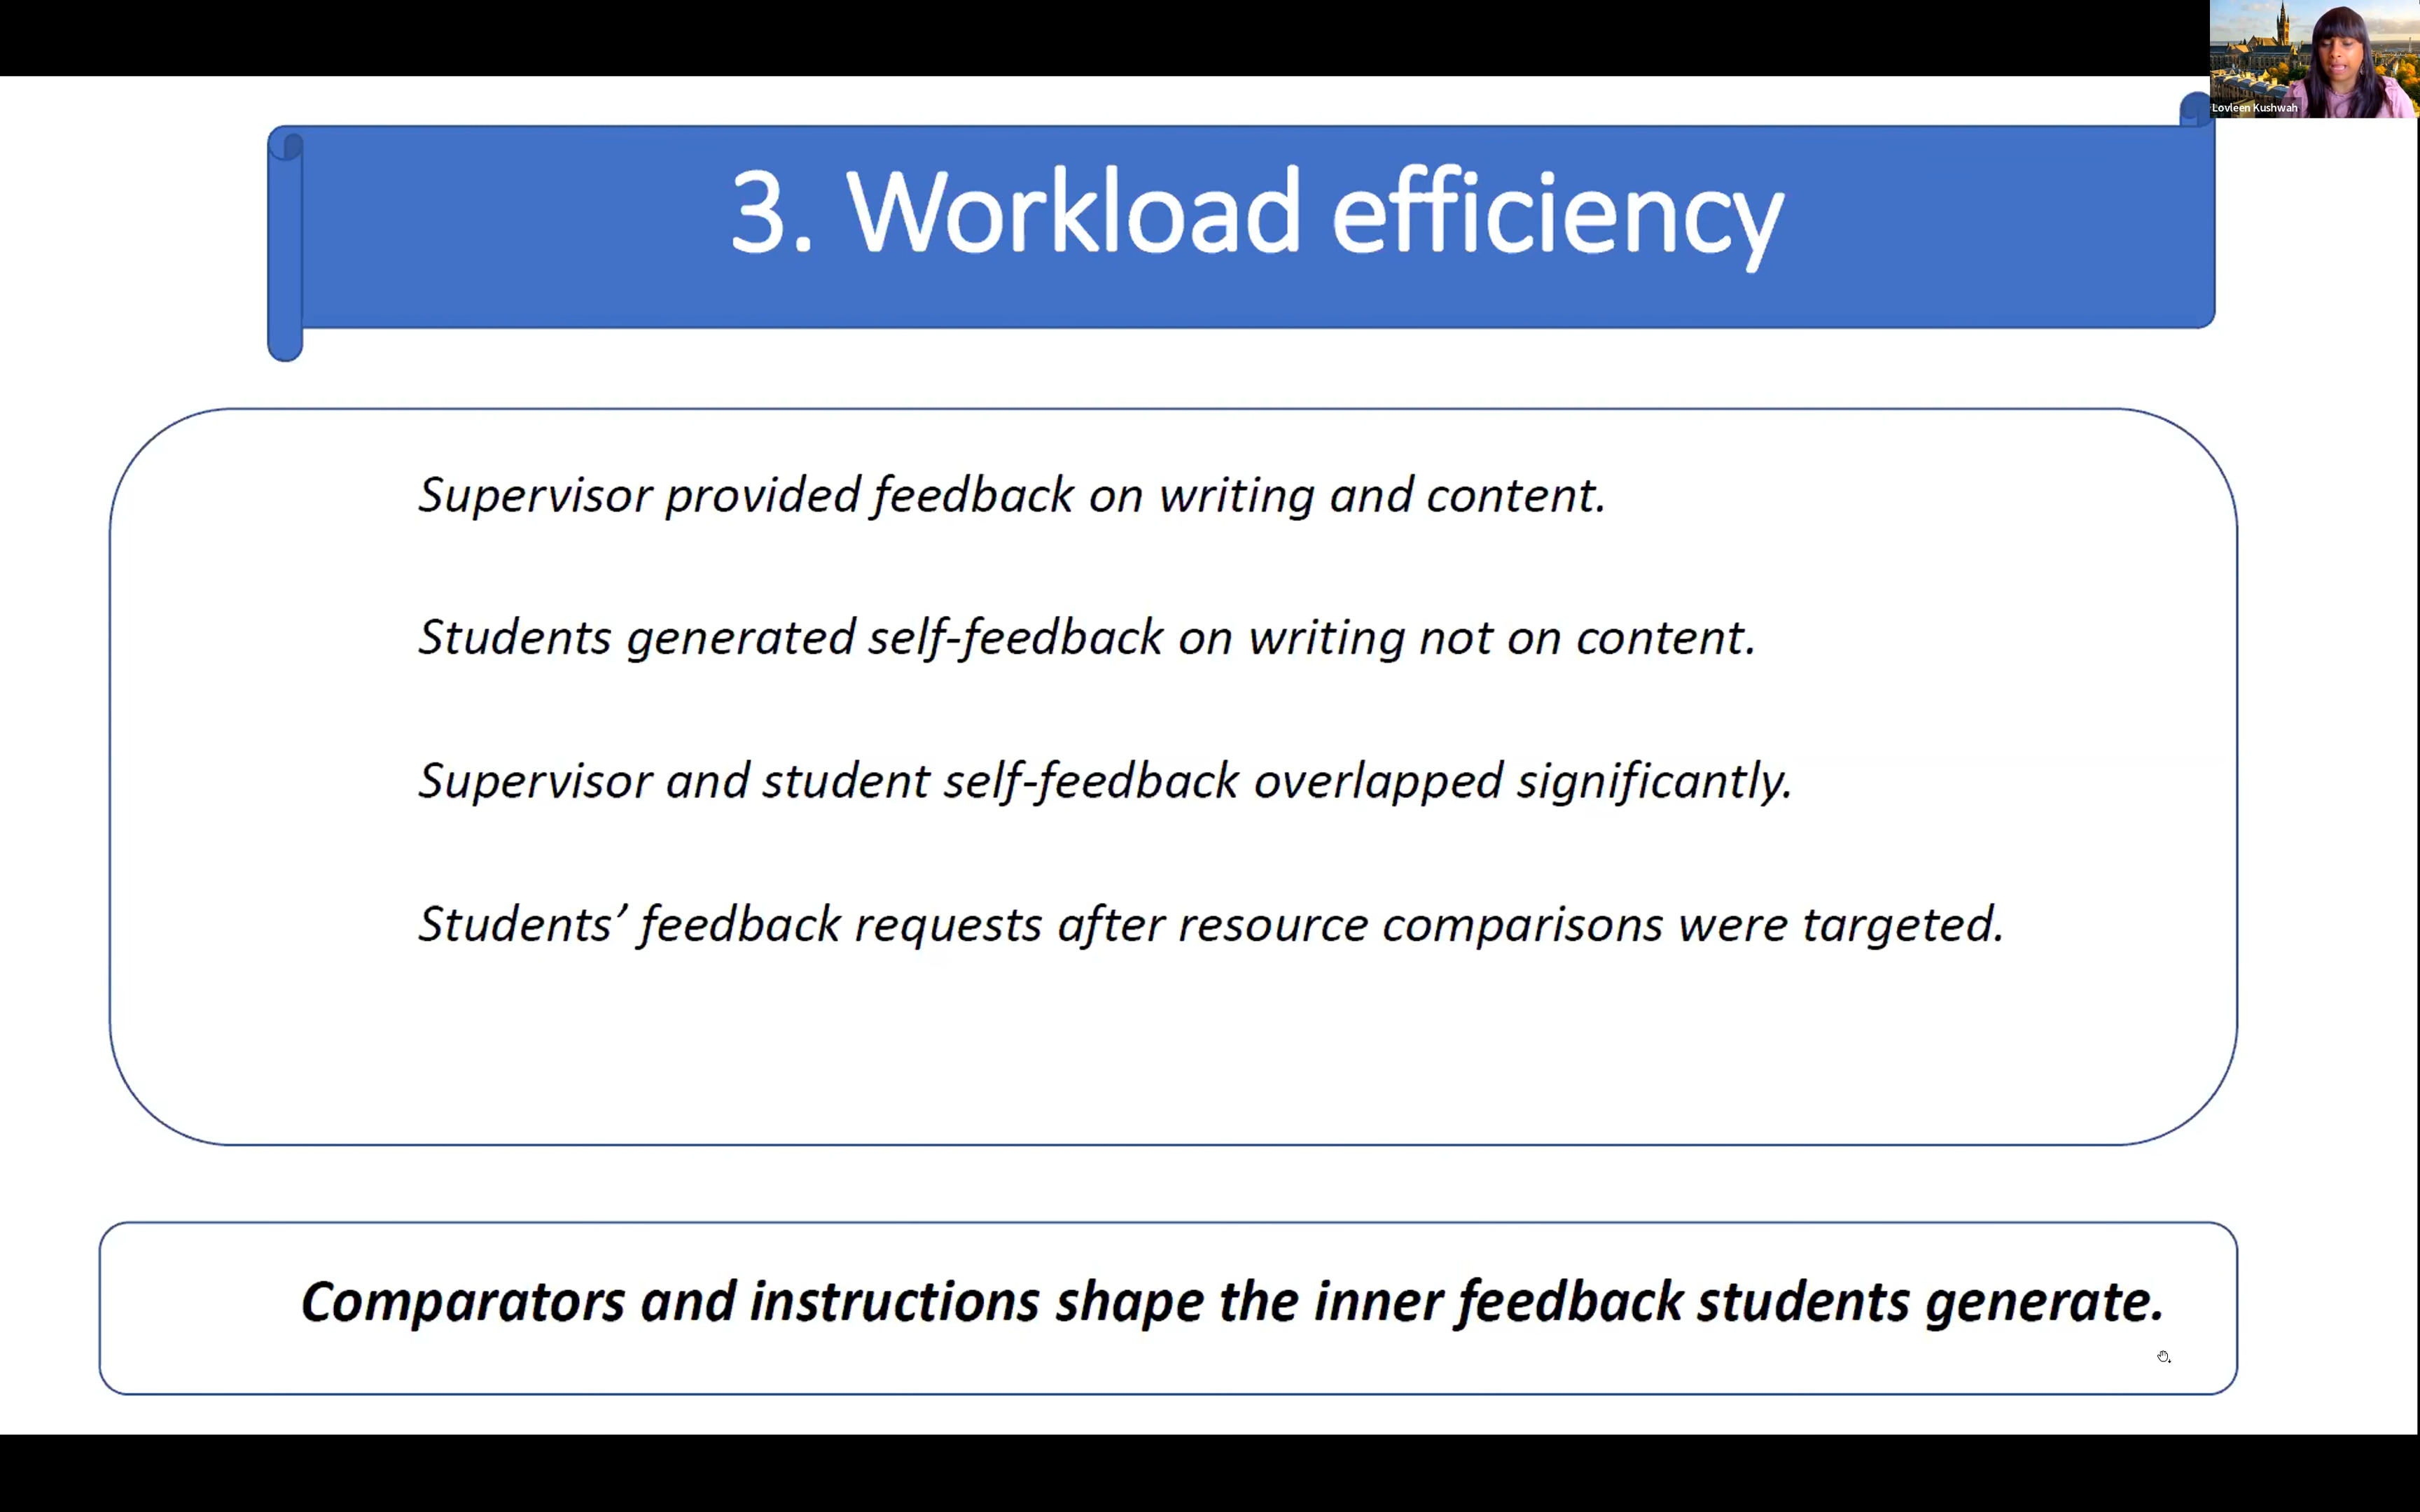 Lovleen Kushwah
3. Workload efficiency
Supervisor provided feedback on writing and content.
Students generated self-feedback on writing not on content.
Supervisor and student self-feedback overlapped significantly.
Students’ feedback requests after resource comparisons were targeted.
Comparators and instructions shape the inner feedback students generate.